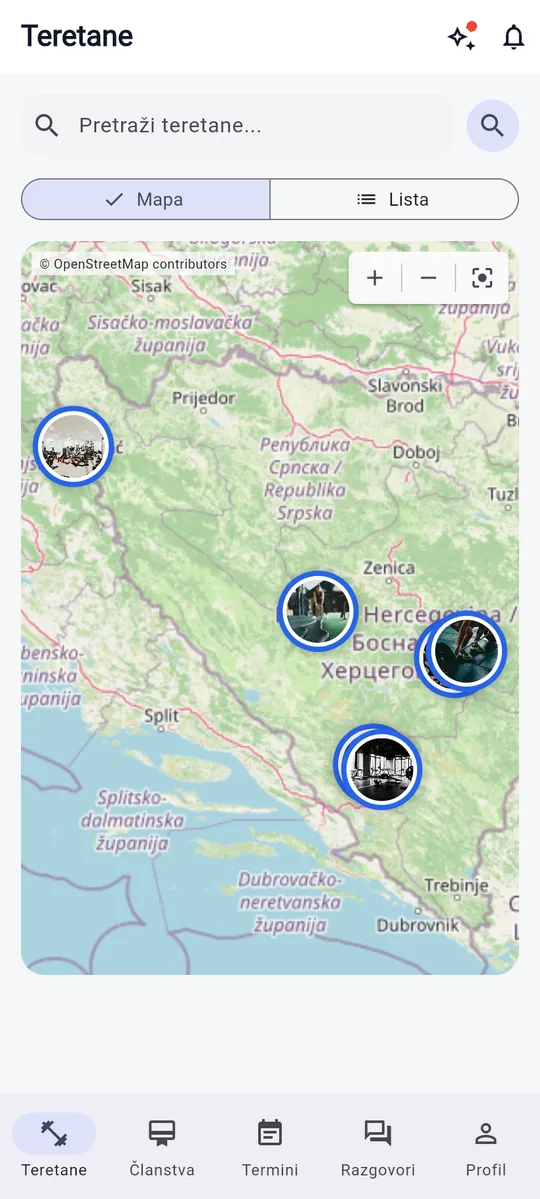 Teretane
Pretraži teretane...
Mapa
Lista
© OpenStreetMap contributors
Sisak
županija
Sisačko-moslavačka
županija
Prijedor
Slavonski
Brod
Република
Српска /
Republika
Srpska
Doboj
Zenica
Hercegovina /
Босна
Херцего
Split
Splitsko-
dalmatinska
županija
Dubrovačko-
neretvanska
županija
Trebinje
Dubrovnik
Teretane
Članstva
Termini
Razgovori
Profil